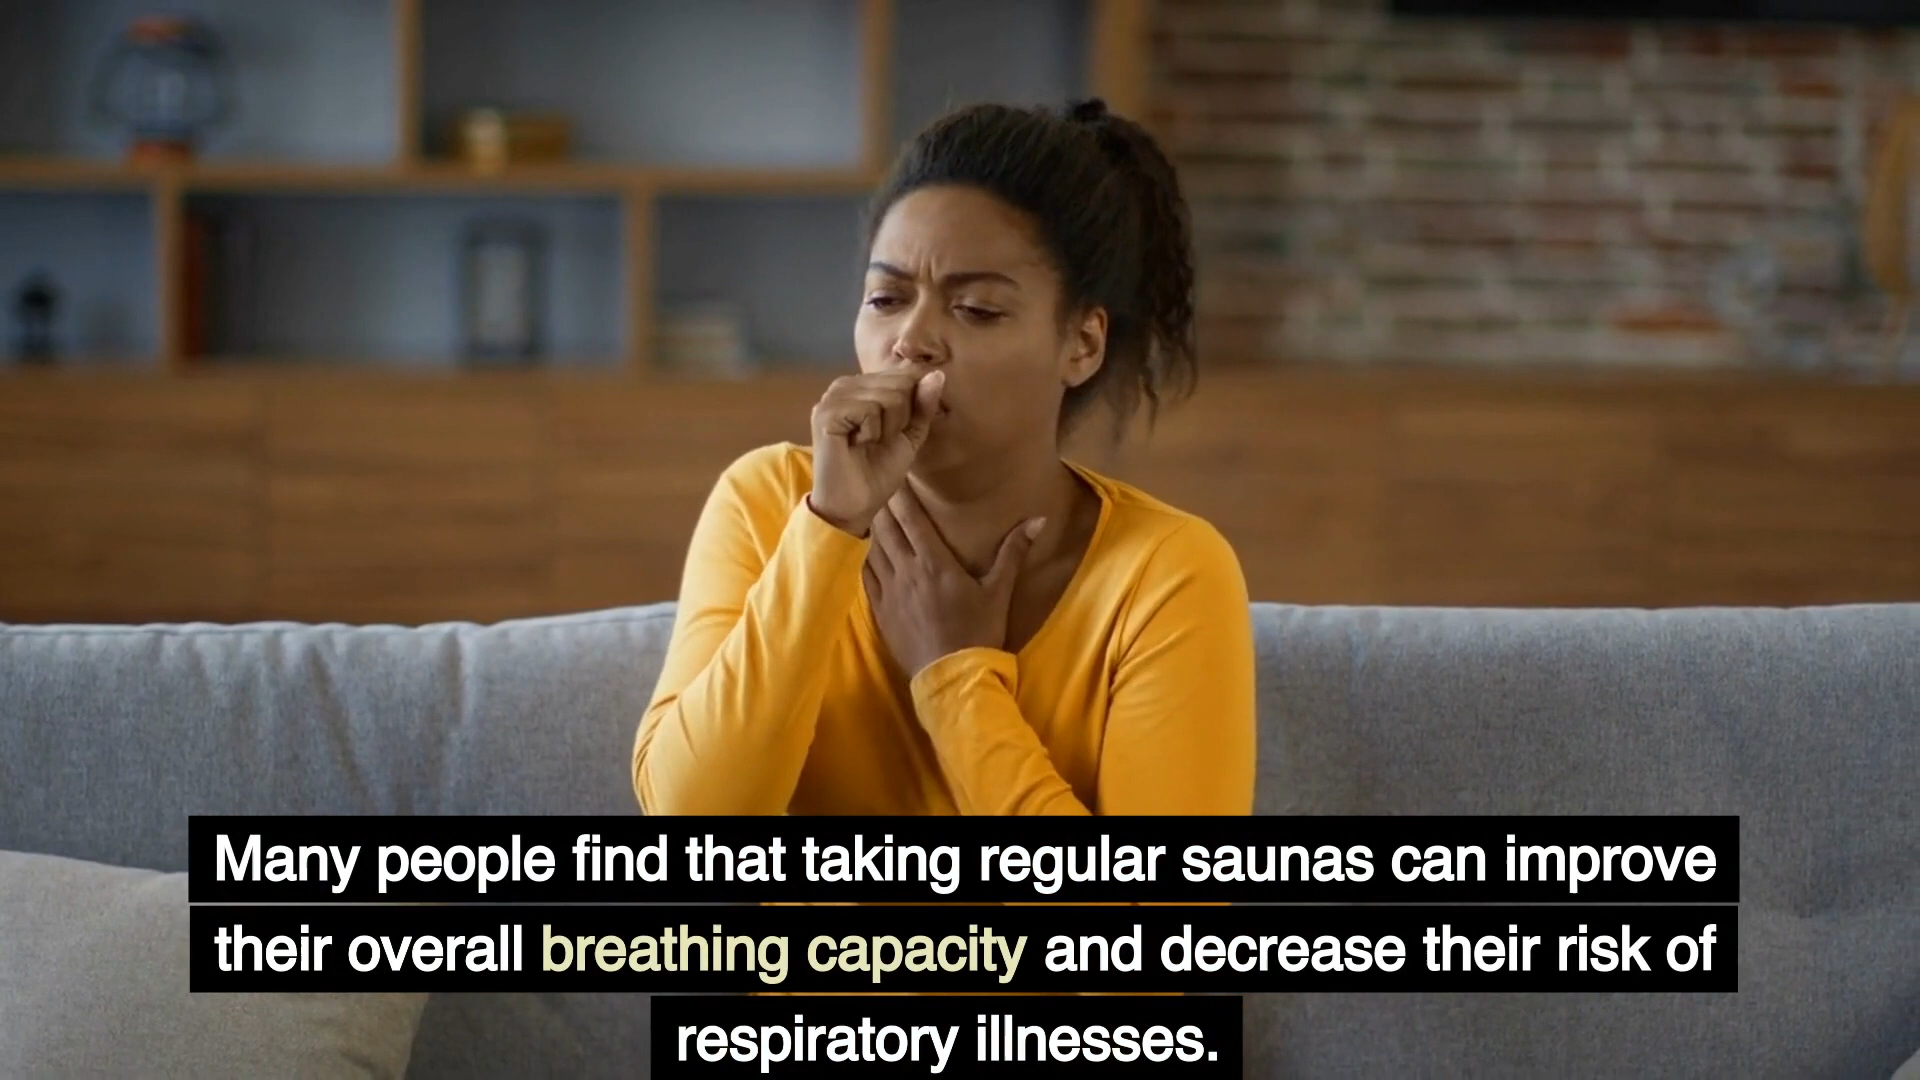 Many people find that taking regular saunas can improve
their overall breathing capacity and decrease their risk of
respiratory illnesses.